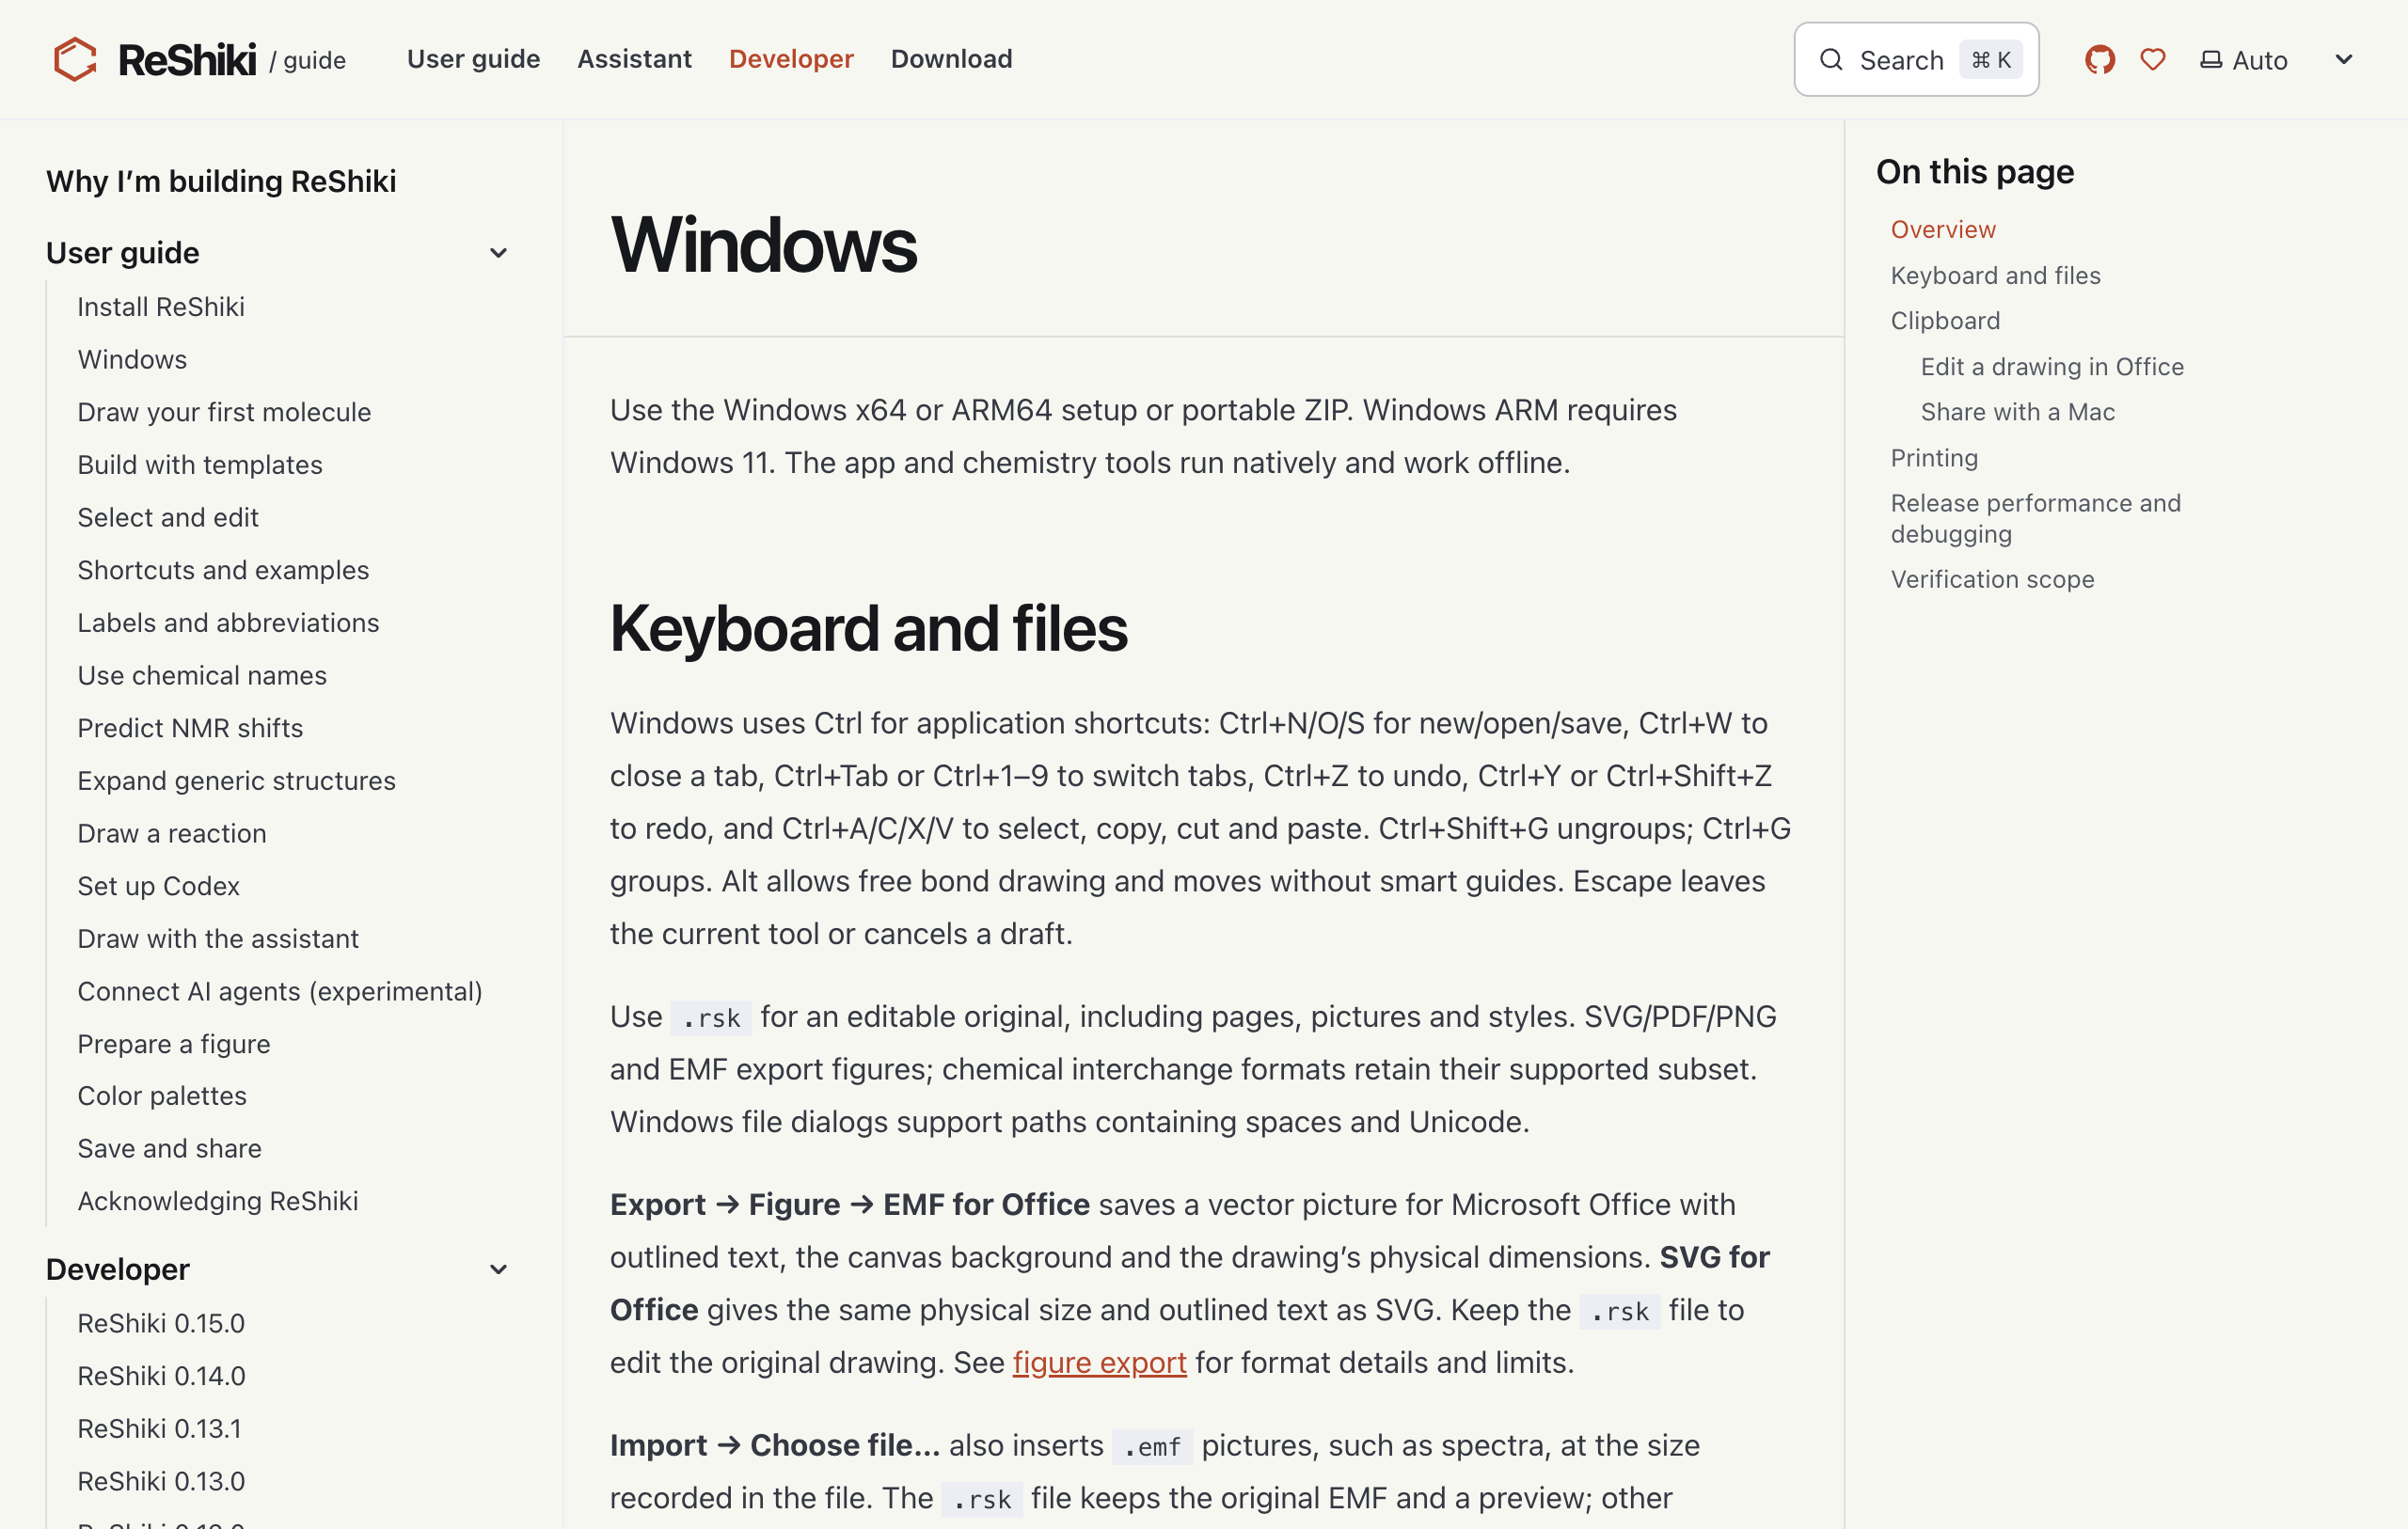 ReShiki / guide User guide Assistant Developer Download Search ⌘ K Auto
Why I’m building ReShiki
User guide
Install ReShiki
Windows
Draw your first molecule
Build with templates
Select and edit
Shortcuts and examples
Labels and abbreviations
Use chemical names
Predict NMR shifts
Expand generic structures
Draw a reaction
Set up Codex
Draw with the assistant
Connect AI agents (experimental)
Prepare a figure
Color palettes
Save and share
Acknowledging ReShiki
Developer
ReShiki 0.15.0
ReShiki 0.14.0
ReShiki 0.13.1
ReShiki 0.13.0
Windows
Use the Windows x64 or ARM64 setup or portable ZIP. Windows ARM requires
Windows 11. The app and chemistry tools run natively and work offline.
Keyboard and files
Windows uses Ctrl for application shortcuts: Ctrl+N/O/S for new/open/save, Ctrl+W to
close a tab, Ctrl+Tab or Ctrl+1–9 to switch tabs, Ctrl+Z to undo, Ctrl+Y or Ctrl+Shift+Z
to redo, and Ctrl+A/C/X/V to select, copy, cut and paste. Ctrl+Shift+G ungroups; Ctrl+G
groups. Alt allows free bond drawing and moves without smart guides. Escape leaves
the current tool or cancels a draft.
Use .rsk for an editable original, including pages, pictures and styles. SVG/PDF/PNG
and EMF export figures; chemical interchange formats retain their supported subset.
Windows file dialogs support paths containing spaces and Unicode.
Export → Figure → EMF for Office saves a vector picture for Microsoft Office with
outlined text, the canvas background and the drawing’s physical dimensions. SVG for
Office gives the same physical size and outlined text as SVG. Keep the .rsk file to
edit the original drawing. See figure export for format details and limits.
Import → Choose file… also inserts .emf pictures, such as spectra, at the size
recorded in the file. The .rsk file keeps the original EMF and a preview; other
On this page
Overview
Keyboard and files
Clipboard
Edit a drawing in Office
Share with a Mac
Printing
Release performance and
debugging
Verification scope